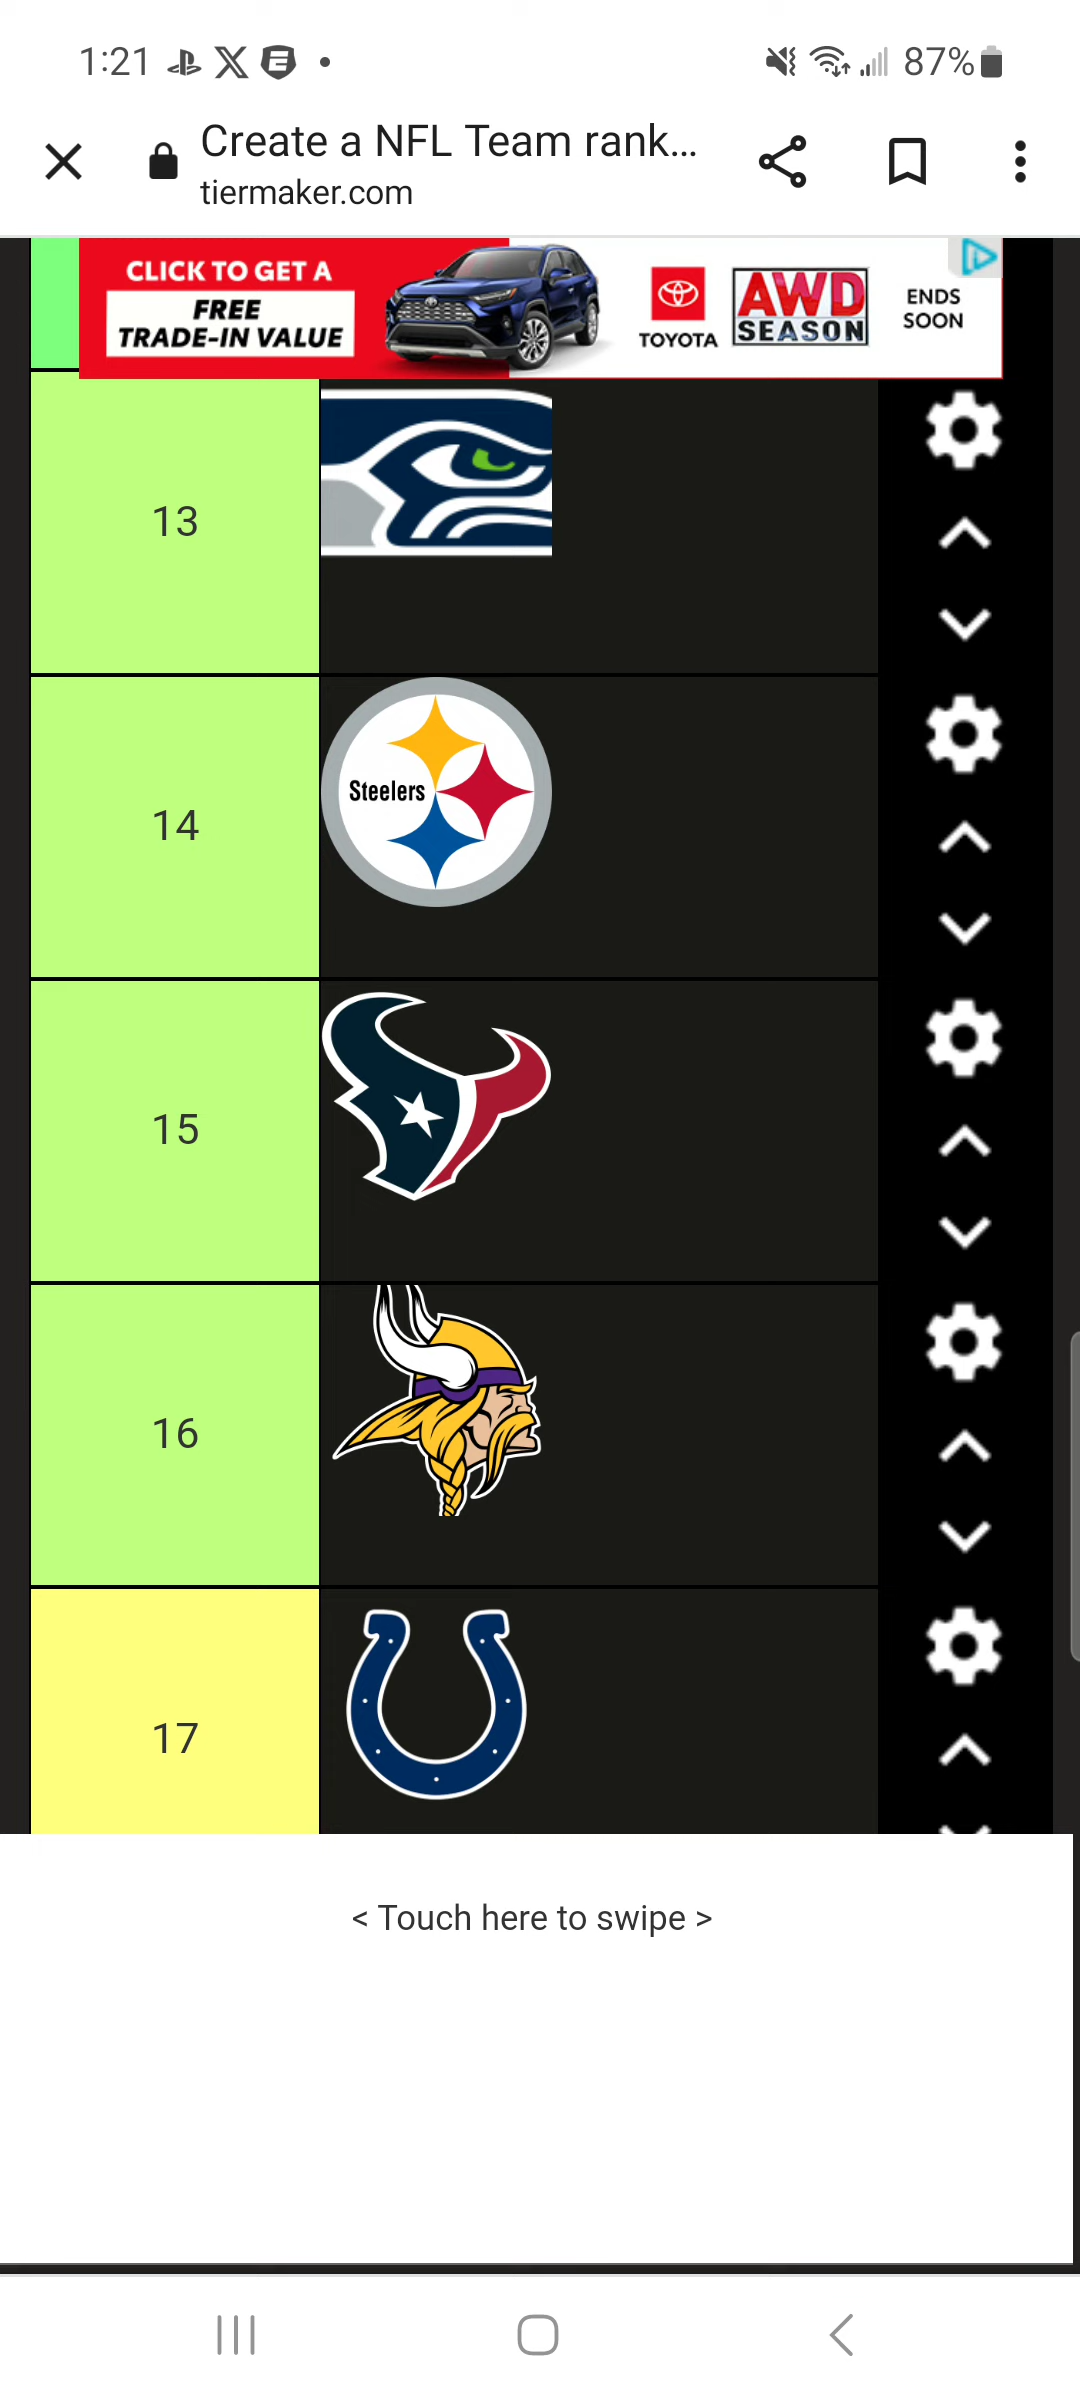 1:21
87%
Create a NFL Team rank...
tiermaker.com
CLICK TO GET A
FREE
TRADE-IN VALUE
TOYOTA
AWD
SEASON
ENDS
SOON
13
14
Steelers
15
16
17
< Touch here to swipe >